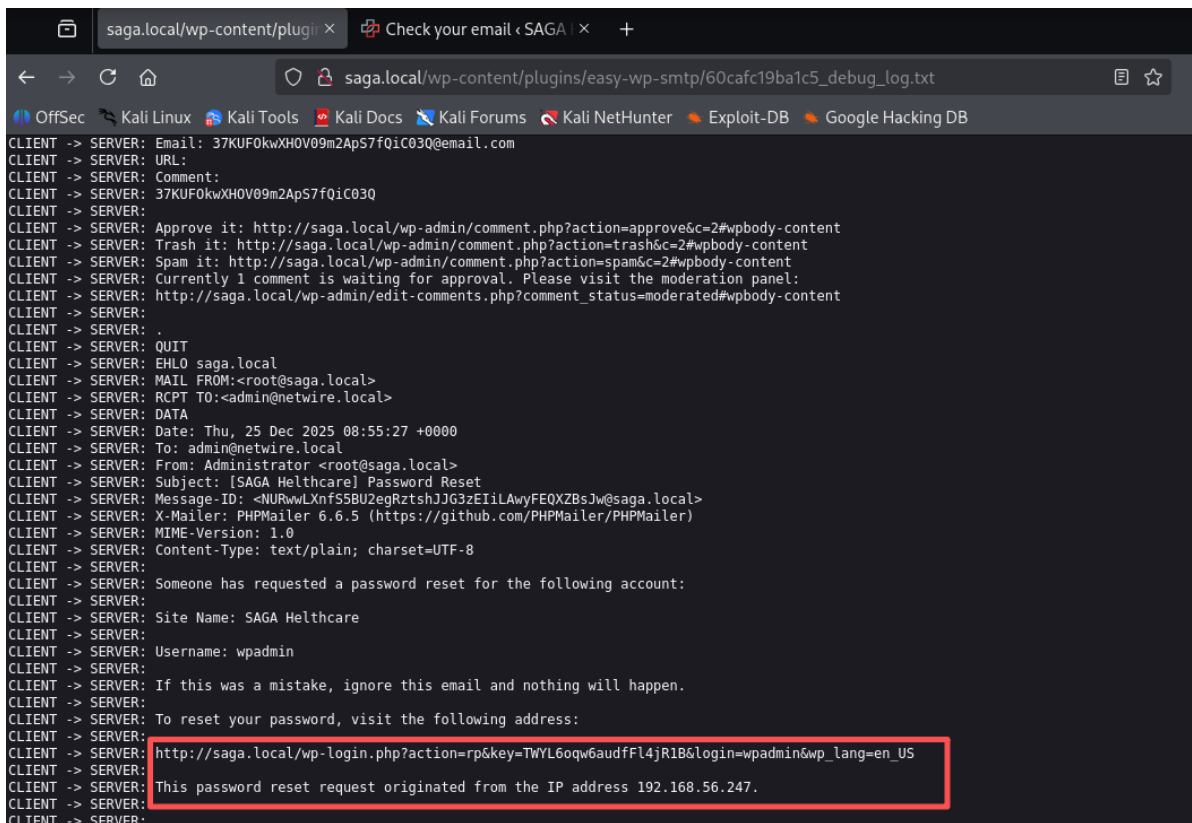 saga.local/wp-content/plugin
Check your email ‹ SAGA
saga.local/wp-content/plugins/easy-wp-smtp/60cafc19ba1c5_debug_log.txt
OffSec Kali Linux Kali Tools Kali Docs Kali Forums Kali NetHunter Exploit-DB Google Hacking DB
CLIENT -> SERVER: Email: 37KUFOkwXHOV09m2ApS7fQiC03Q@email.com
CLIENT -> SERVER: URL:
CLIENT -> SERVER: Comment:
CLIENT -> SERVER: 37KUFOkwXHOV09m2ApS7fQiC03Q
CLIENT -> SERVER:
CLIENT -> SERVER: Approve it: http://saga.local/wp-admin/comment.php?action=approve&c=2#wpbody-content
CLIENT -> SERVER: Trash it: http://saga.local/wp-admin/comment.php?action=trash&c=2#wpbody-content
CLIENT -> SERVER: Spam it: http://saga.local/wp-admin/comment.php?action=spam&c=2#wpbody-content
CLIENT -> SERVER: Currently 1 comment is waiting for approval. Please visit the moderation panel:
CLIENT -> SERVER: http://saga.local/wp-admin/edit-comments.php?comment_status=moderated#wpbody-content
CLIENT -> SERVER:
CLIENT -> SERVER: .
CLIENT -> SERVER: QUIT
CLIENT -> SERVER: EHLO saga.local
CLIENT -> SERVER: MAIL FROM:<root@saga.local>
CLIENT -> SERVER: RCPT TO:<admin@netwire.local>
CLIENT -> SERVER: DATA
CLIENT -> SERVER: Date: Thu, 25 Dec 2025 08:55:27 +0000
CLIENT -> SERVER: To: admin@netwire.local
CLIENT -> SERVER: From: Administrator <root@saga.local>
CLIENT -> SERVER: Subject: [SAGA Helthcare] Password Reset
CLIENT -> SERVER: Message-ID: <NURwwLXnfS5BU2egRztshJJG3zEIiLAwyFEQXZBsJw@saga.local>
CLIENT -> SERVER: X-Mailer: PHPMailer 6.6.5 (https://github.com/PHPMailer/PHPMailer)
CLIENT -> SERVER: MIME-Version: 1.0
CLIENT -> SERVER: Content-Type: text/plain; charset=UTF-8
CLIENT -> SERVER:
CLIENT -> SERVER: Someone has requested a password reset for the following account:
CLIENT -> SERVER:
CLIENT -> SERVER: Site Name: SAGA Helthcare
CLIENT -> SERVER:
CLIENT -> SERVER: Username: wpadmin
CLIENT -> SERVER:
CLIENT -> SERVER: If this was a mistake, ignore this email and nothing will happen.
CLIENT -> SERVER:
CLIENT -> SERVER: To reset your password, visit the following address:
CLIENT -> SERVER:
CLIENT -> SERVER: http://saga.local/wp-login.php?action=rp&key=TWYL6oqw6audfFl4jR1B&login=wpadmin&wp_lang=en_US
CLIENT -> SERVER:
CLIENT -> SERVER: This password reset request originated from the IP address 192.168.56.247.
CLIENT -> SERVER:
CLIENT -> SERVER: